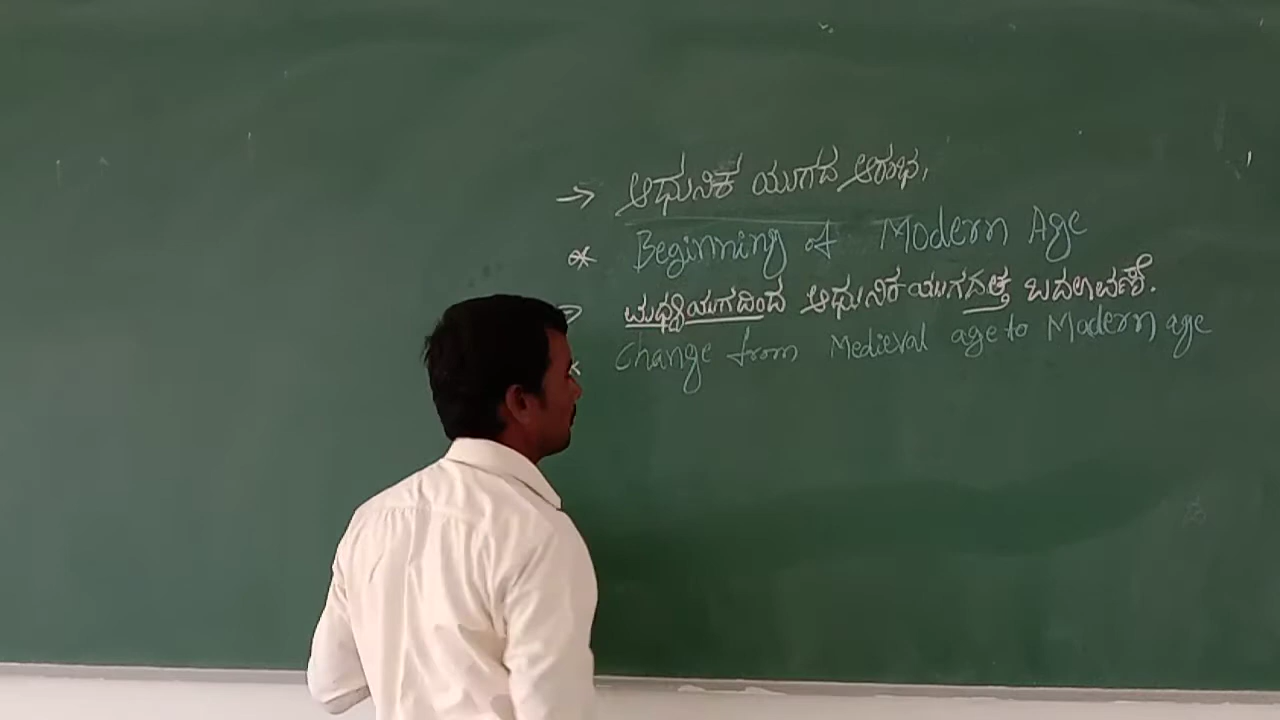 → ಆಧುನಿಕ ಯುಗದ ಆರಂಭ,
* Beginning of Modern Age
ಮಧ್ಯಯುಗದಿಂದ ಆಧುನಿಕ ಯುಗದತ್ತ ಬದಲಾವಣೆ.
* Change from Medieval age to Modern age